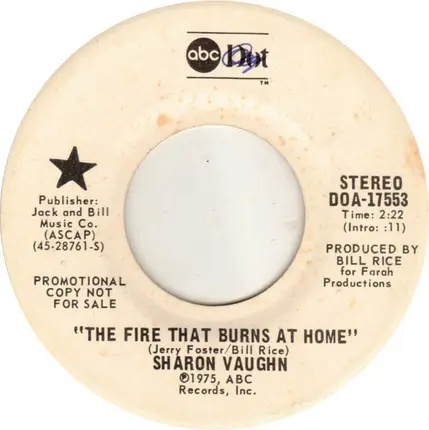 abc Dot
TM
Publisher:
Jack and Bill
Music Co.
(ASCAP)
(45-28761-S)
PROMOTIONAL
COPY NOT
FOR SALE
STEREO
DOA-17553
Time: 2:22
(Intro: :11)
PRODUCED BY
BILL RICE
for Farah
Productions
"THE FIRE THAT BURNS AT HOME"
(Jerry Foster/Bill Rice)
SHARON VAUGHN
Ⓟ1975, ABC
Records, Inc.